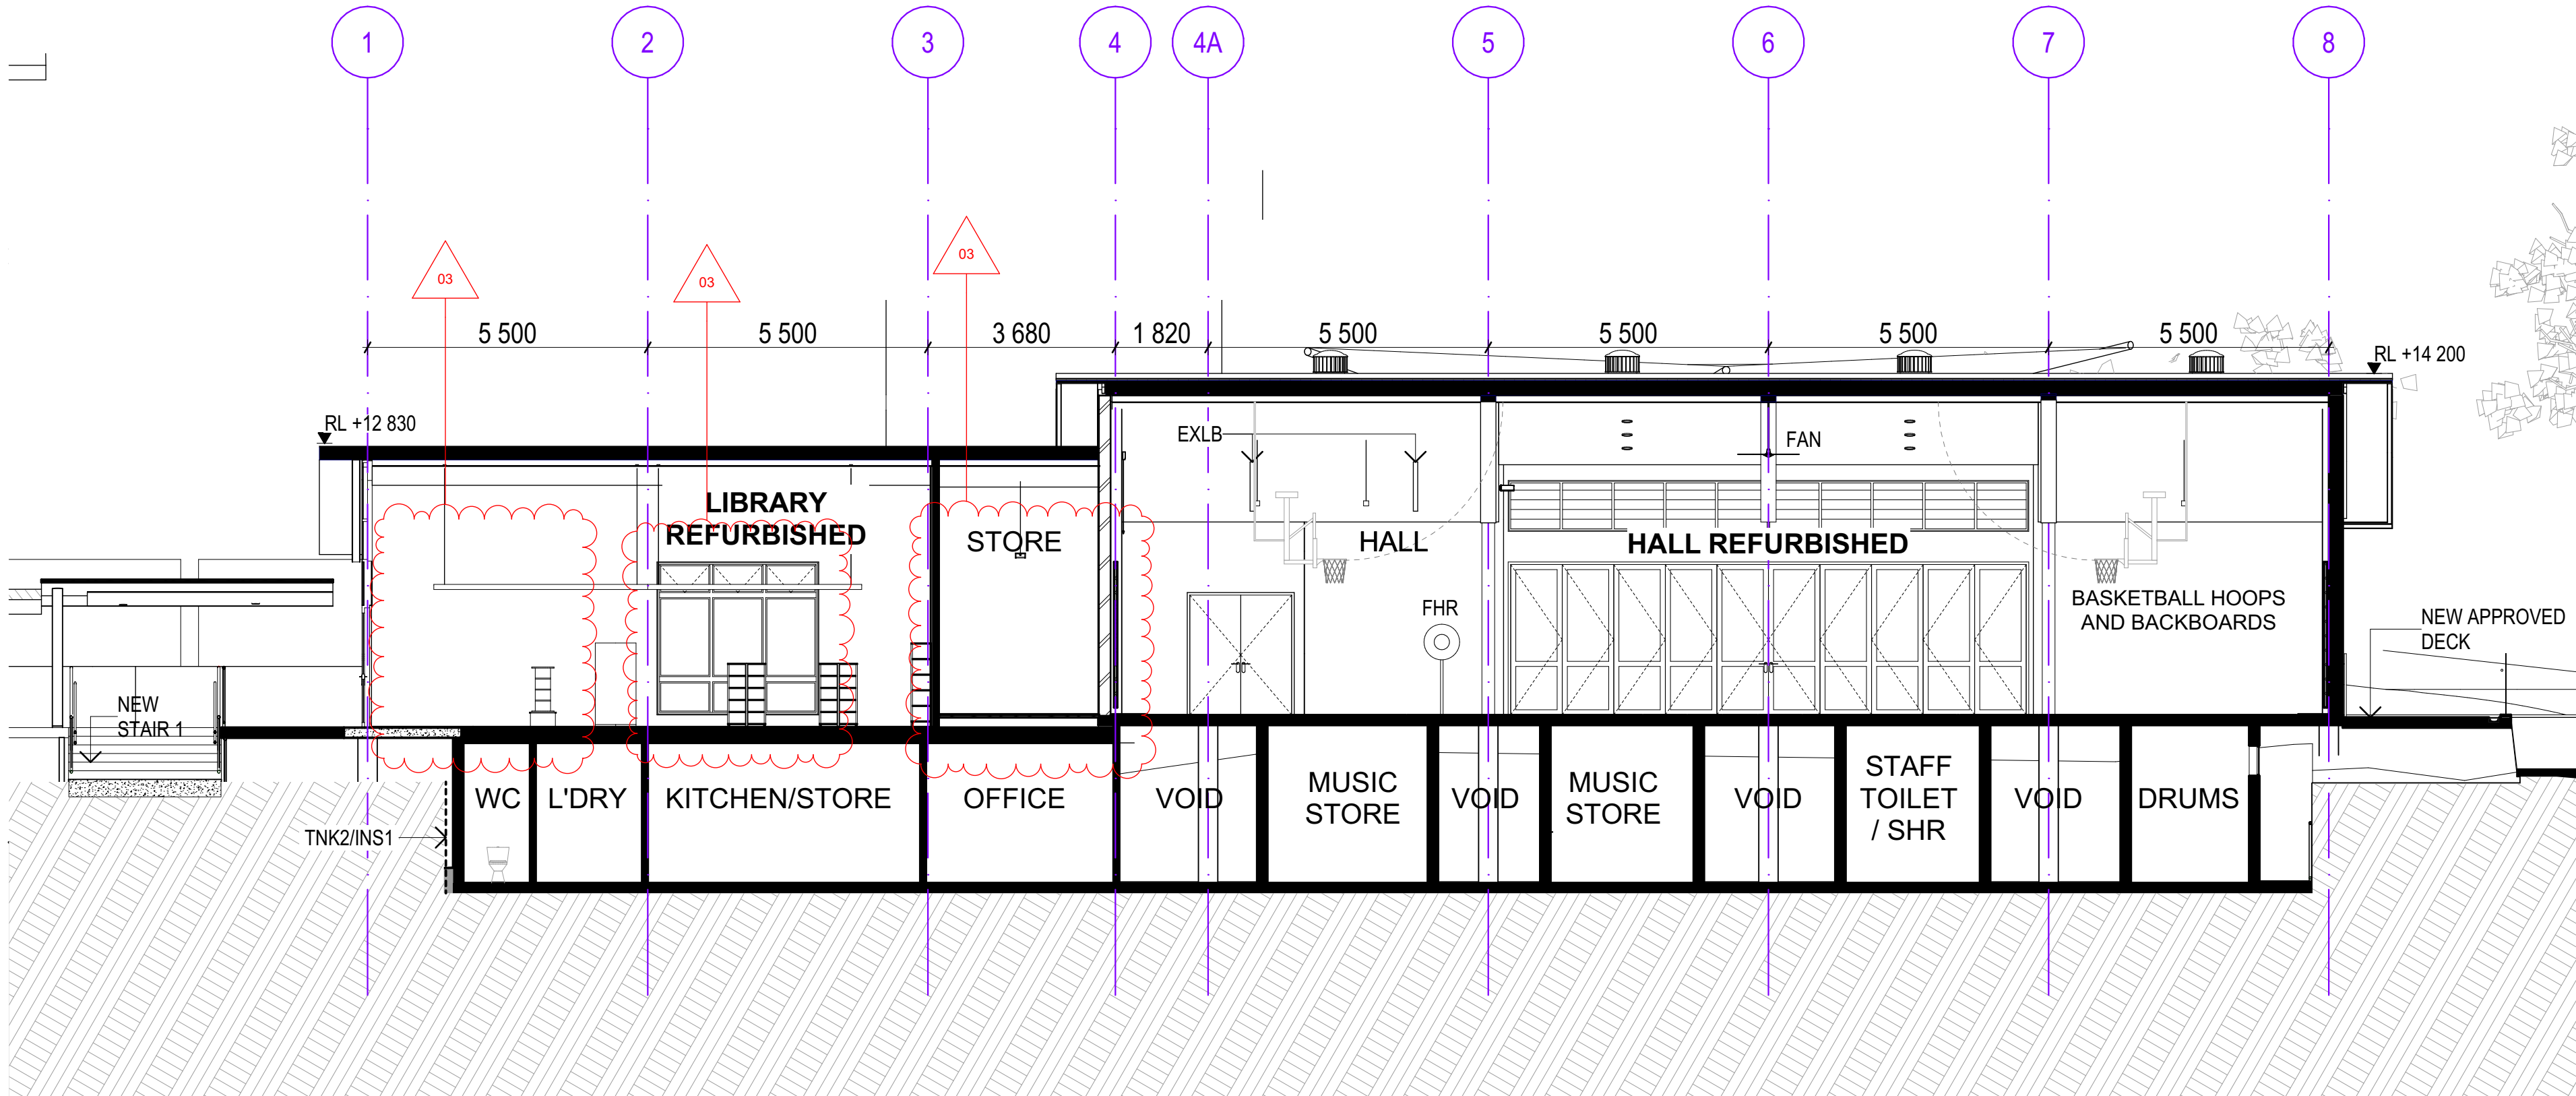 1
2
3
4
4A
5
6
7
8
03
03
03
5 500
5 500
3 680
1 820
5 500
5 500
5 500
5 500
RL +14 200
RL +12 830
EXLB
FAN
LIBRARY
REFURBISHED
STORE
HALL
HALL REFURBISHED
FHR
BASKETBALL HOOPS
AND BACKBOARDS
NEW APPROVED
DECK
NEW
STAIR 1
WC
L'DRY
KITCHEN/STORE
OFFICE
VOID
MUSIC
STORE
VOID
MUSIC
STORE
VOID
STAFF
TOILET
/ SHR
VOID
DRUMS
TNK2/INS1